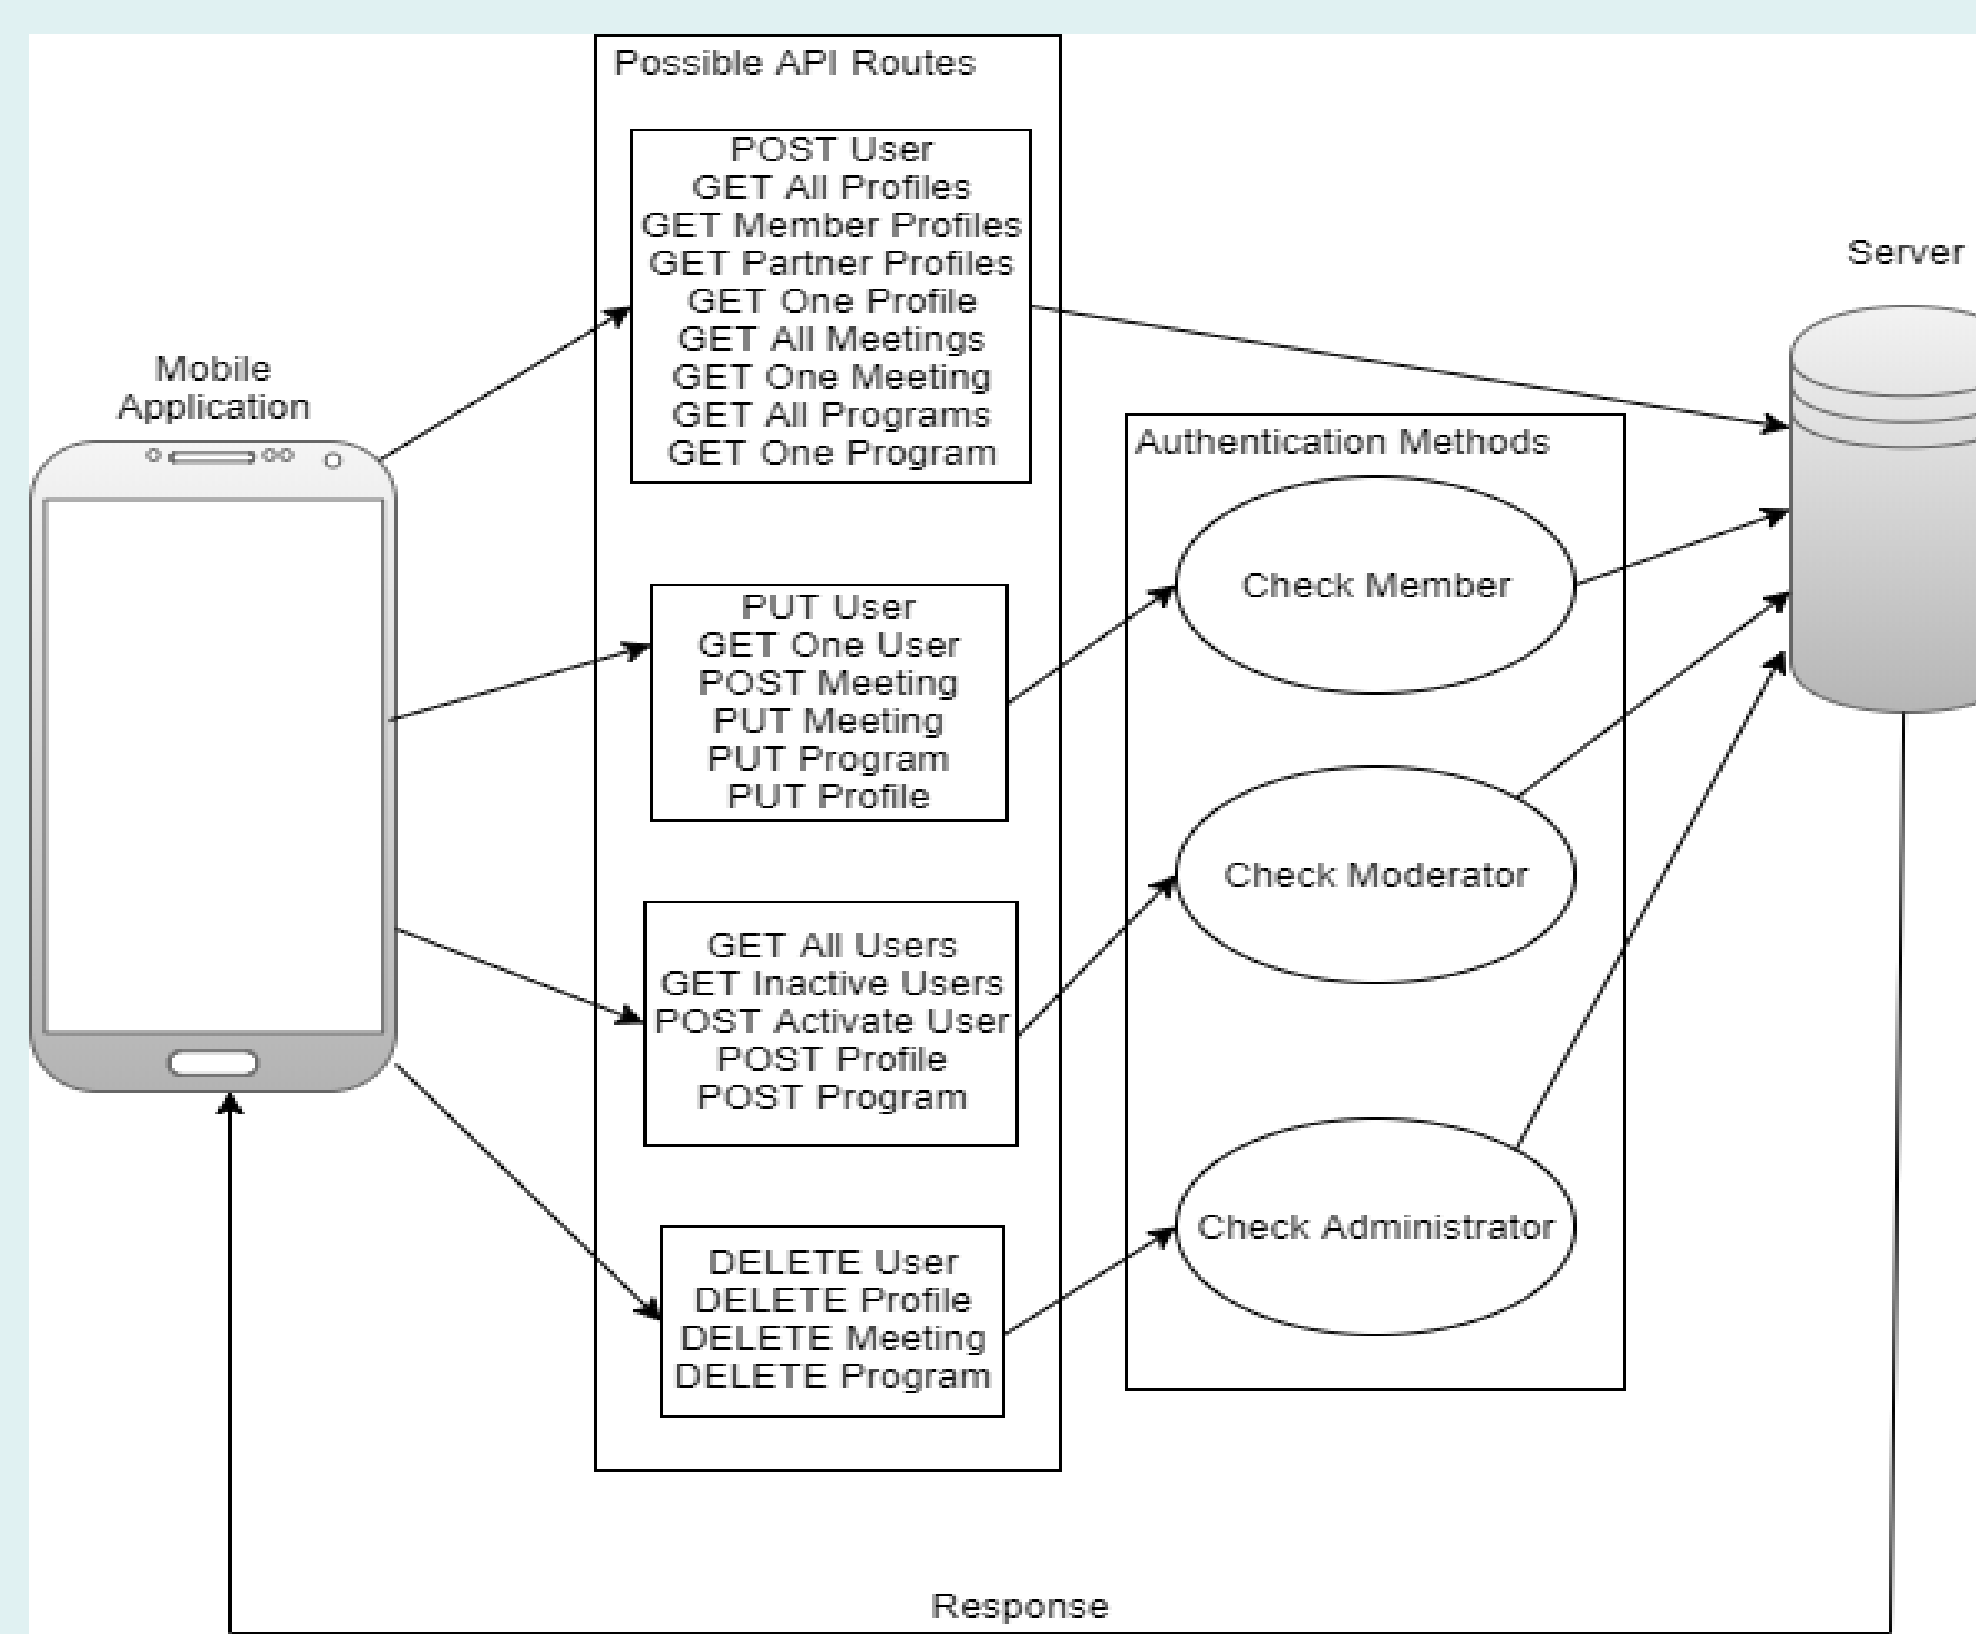 Possible API Routes
POST User
GET All Profiles
GET Member Profiles
GET Partner Profiles
GET One Profile
GET All Meetings
GET One Meeting
GET All Programs
GET One Program
Server
Mobile
Application
Authentication Methods
Check Member
PUT User
GET One User
POST Meeting
PUT Meeting
PUT Program
PUT Profile
Check Moderator
GET All Users
GET Inactive Users
POST Activate User
POST Profile
POST Program
Check Administrator
DELETE User
DELETE Profile
DELETE Meeting
DELETE Program
Response